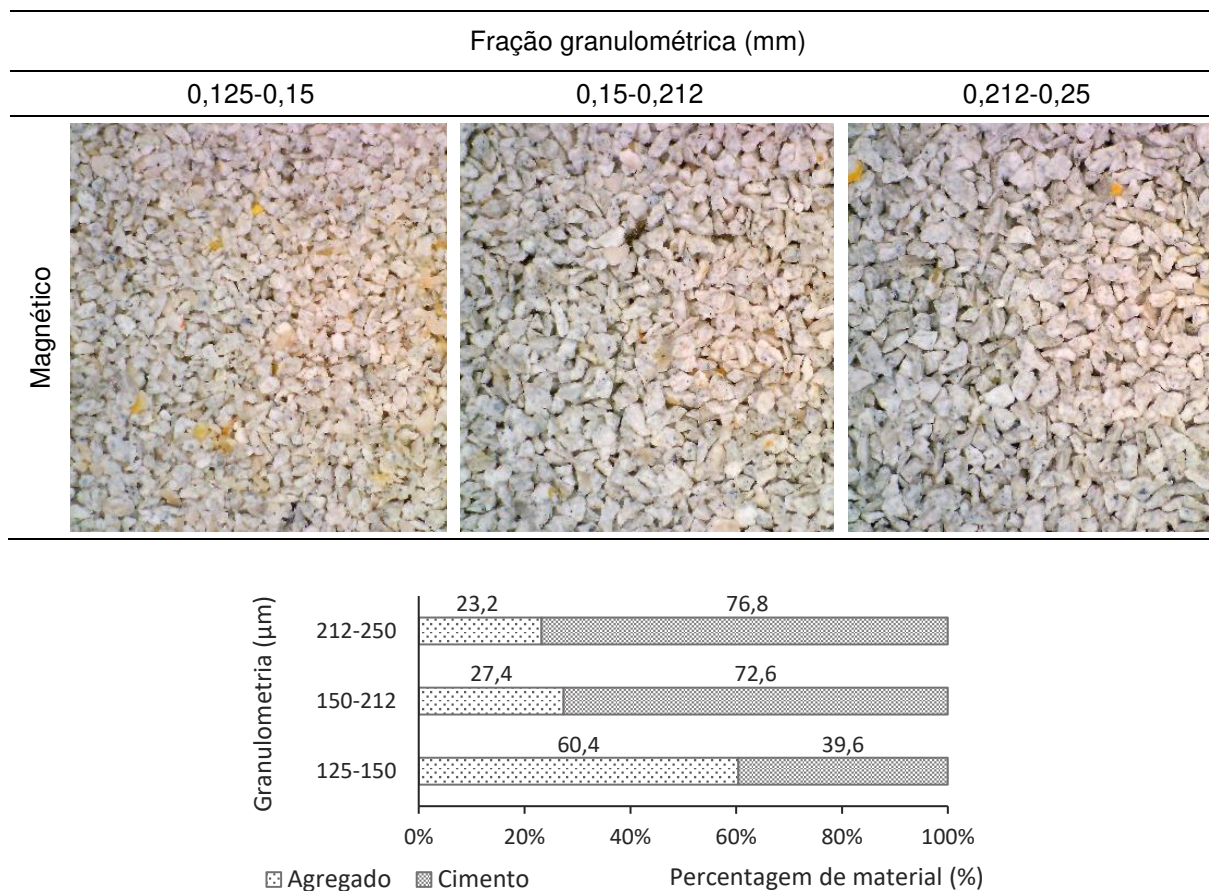 Fração granulométrica (mm)
0,125-0,15 0,15-0,212 0,212-0,25
Magnético
Granulometria (µm)
23,2 76,8
212-250
27,4 72,6
150-212
60,4 39,6
125-150
0% 20% 40% 60% 80% 100%
Agregado Cimento Percentagem de material (%)